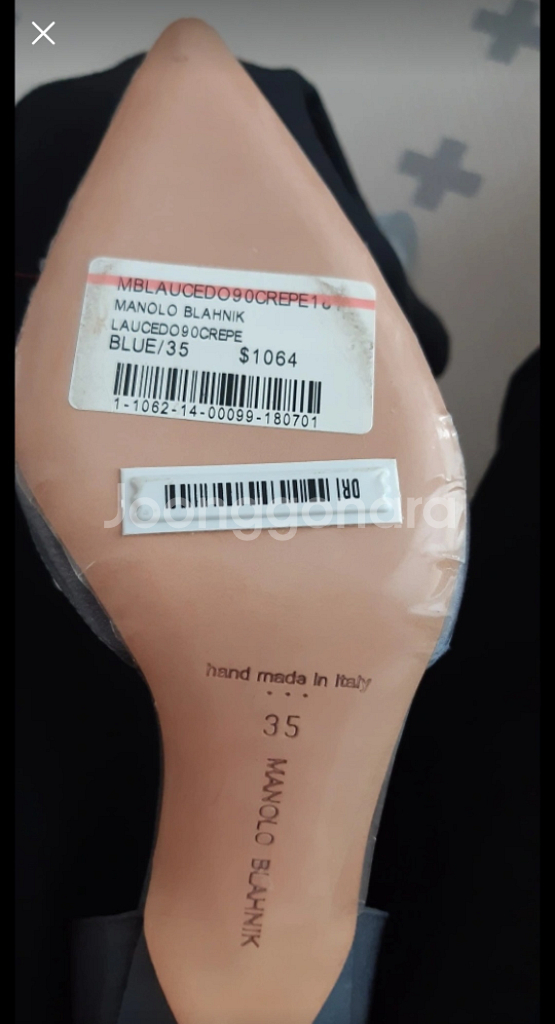 MBLAUCEDO90CREPE
MANOLO BLAHNIK
LAUCEDO90CREPE
BLUE/35 $1064
1-1062-14-00099-180701
DRI
Joonggonara
hand made in Italy
35
MANOLO BLAHNIK